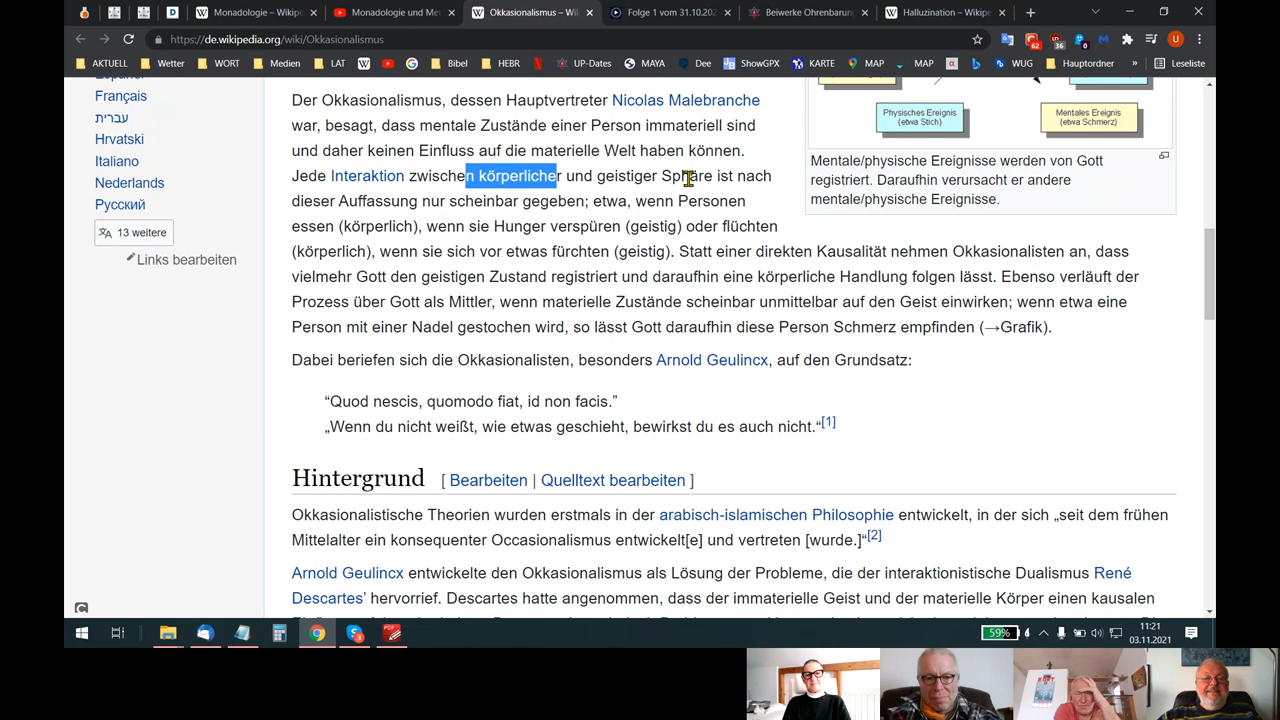 Monadologie – Wikipe
Monadologie und Met
Okkasionalismus – Wi
Folge 1 vom 31.10.202
Beiwerke Ohrenbarung
Halluzination – Wikipe
https://de.wikipedia.org/wiki/Okkasionalismus
AKTUELL Wetter WORT Medien LAT Bibel HEBR UP-Dates MAYA Dee ShowGPX KARTE MAP MAP WUG Hauptordner » Leseliste
Français
עברית
Hrvatski
Italiano
Nederlands
Русский
13 weitere
Links bearbeiten
Der Okkasionalismus, dessen Hauptvertreter Nicolas Malebranche
war, besagt, dass mentale Zustände einer Person immateriell sind
und daher keinen Einfluss auf die materielle Welt haben können.
Jede Interaktion zwischen körperlicher und geistiger Sphäre ist nach
dieser Auffassung nur scheinbar gegeben; etwa, wenn Personen
essen (körperlich), wenn sie Hunger verspüren (geistig) oder flüchten
(körperlich), wenn sie sich vor etwas fürchten (geistig). Statt einer direkten Kausalität nehmen Okkasionalisten an, dass
vielmehr Gott den geistigen Zustand registriert und daraufhin eine körperliche Handlung folgen lässt. Ebenso verläuft der
Prozess über Gott als Mittler, wenn materielle Zustände scheinbar unmittelbar auf den Geist einwirken; wenn etwa eine
Person mit einer Nadel gestochen wird, so lässt Gott daraufhin diese Person Schmerz empfinden (→Grafik).
Physisches Ereignis
(etwa Stich)
Mentales Ereignis
(etwa Schmerz)
Mentale/physische Ereignisse werden von Gott
registriert. Daraufhin verursacht er andere
mentale/physische Ereignisse.
Dabei beriefen sich die Okkasionalisten, besonders Arnold Geulincx, auf den Grundsatz:
“Quod nescis, quomodo fiat, id non facis.”
„Wenn du nicht weißt, wie etwas geschieht, bewirkst du es auch nicht.“[1]
Hintergrund [ Bearbeiten | Quelltext bearbeiten ]
Okkasionalistische Theorien wurden erstmals in der arabisch-islamischen Philosophie entwickelt, in der sich „seit dem frühen
Mittelalter ein konsequenter Occasionalismus entwickelt[e] und vertreten [wurde.]“[2]
Arnold Geulincx entwickelte den Okkasionalismus als Lösung der Probleme, die der interaktionistische Dualismus René
Descartes’ hervorrief. Descartes hatte angenommen, dass der immaterielle Geist und der materielle Körper einen kausalen
59%
11:21
03.11.2021